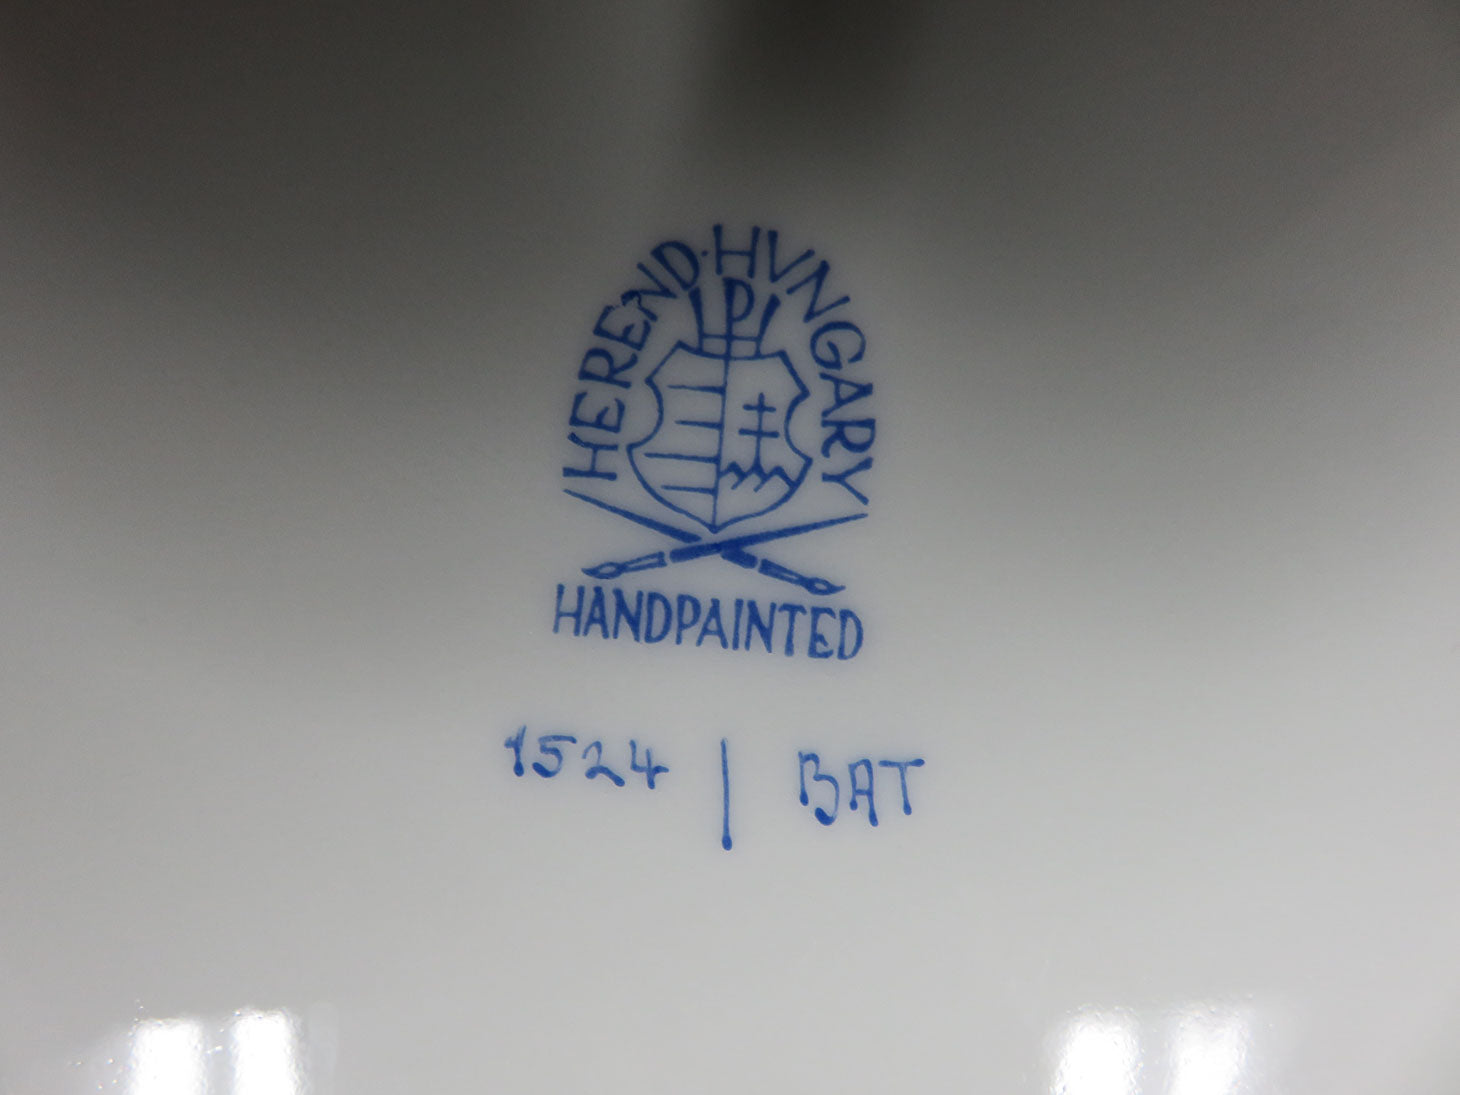 HEREND · HVNGARY
P
HANDPAINTED
1524 | BAT